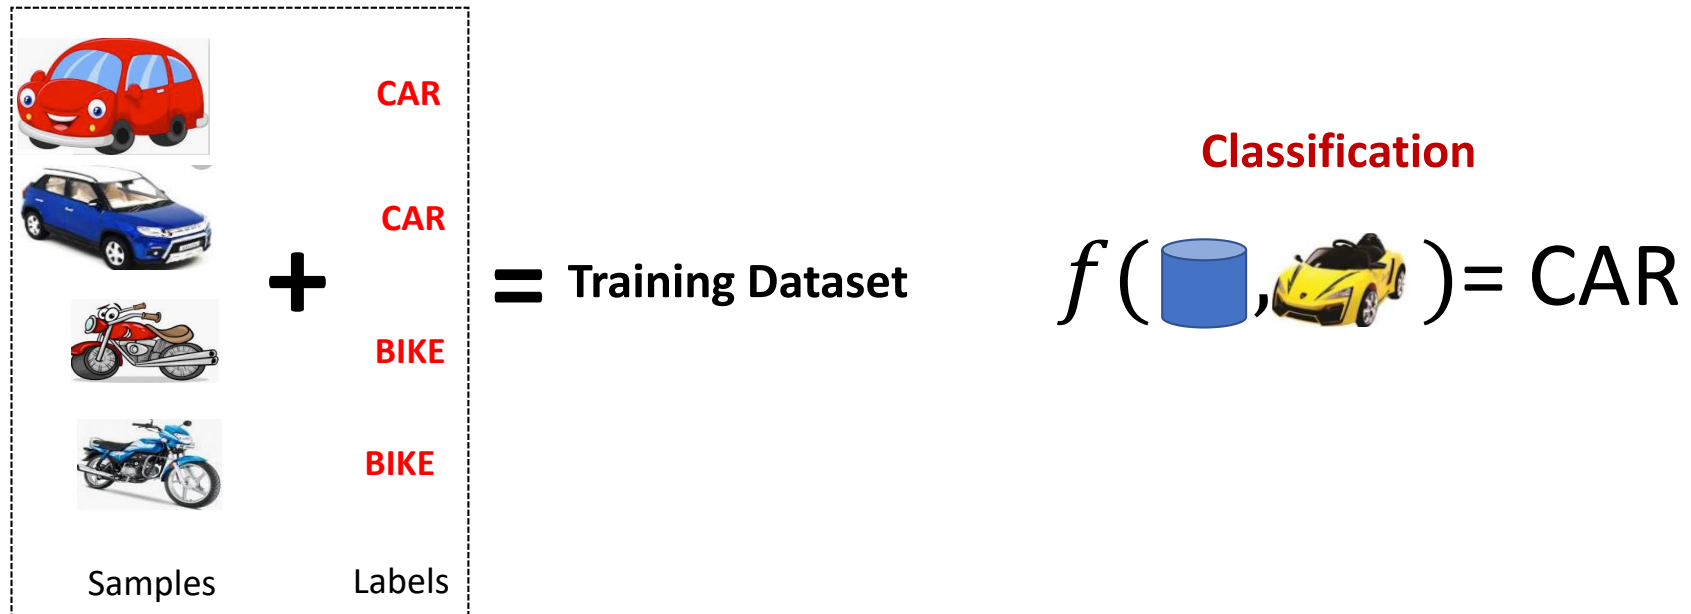 CAR
CAR
BIKE
BIKE
Samples
Labels
+
= Training Dataset
Classification
f( , )= CAR